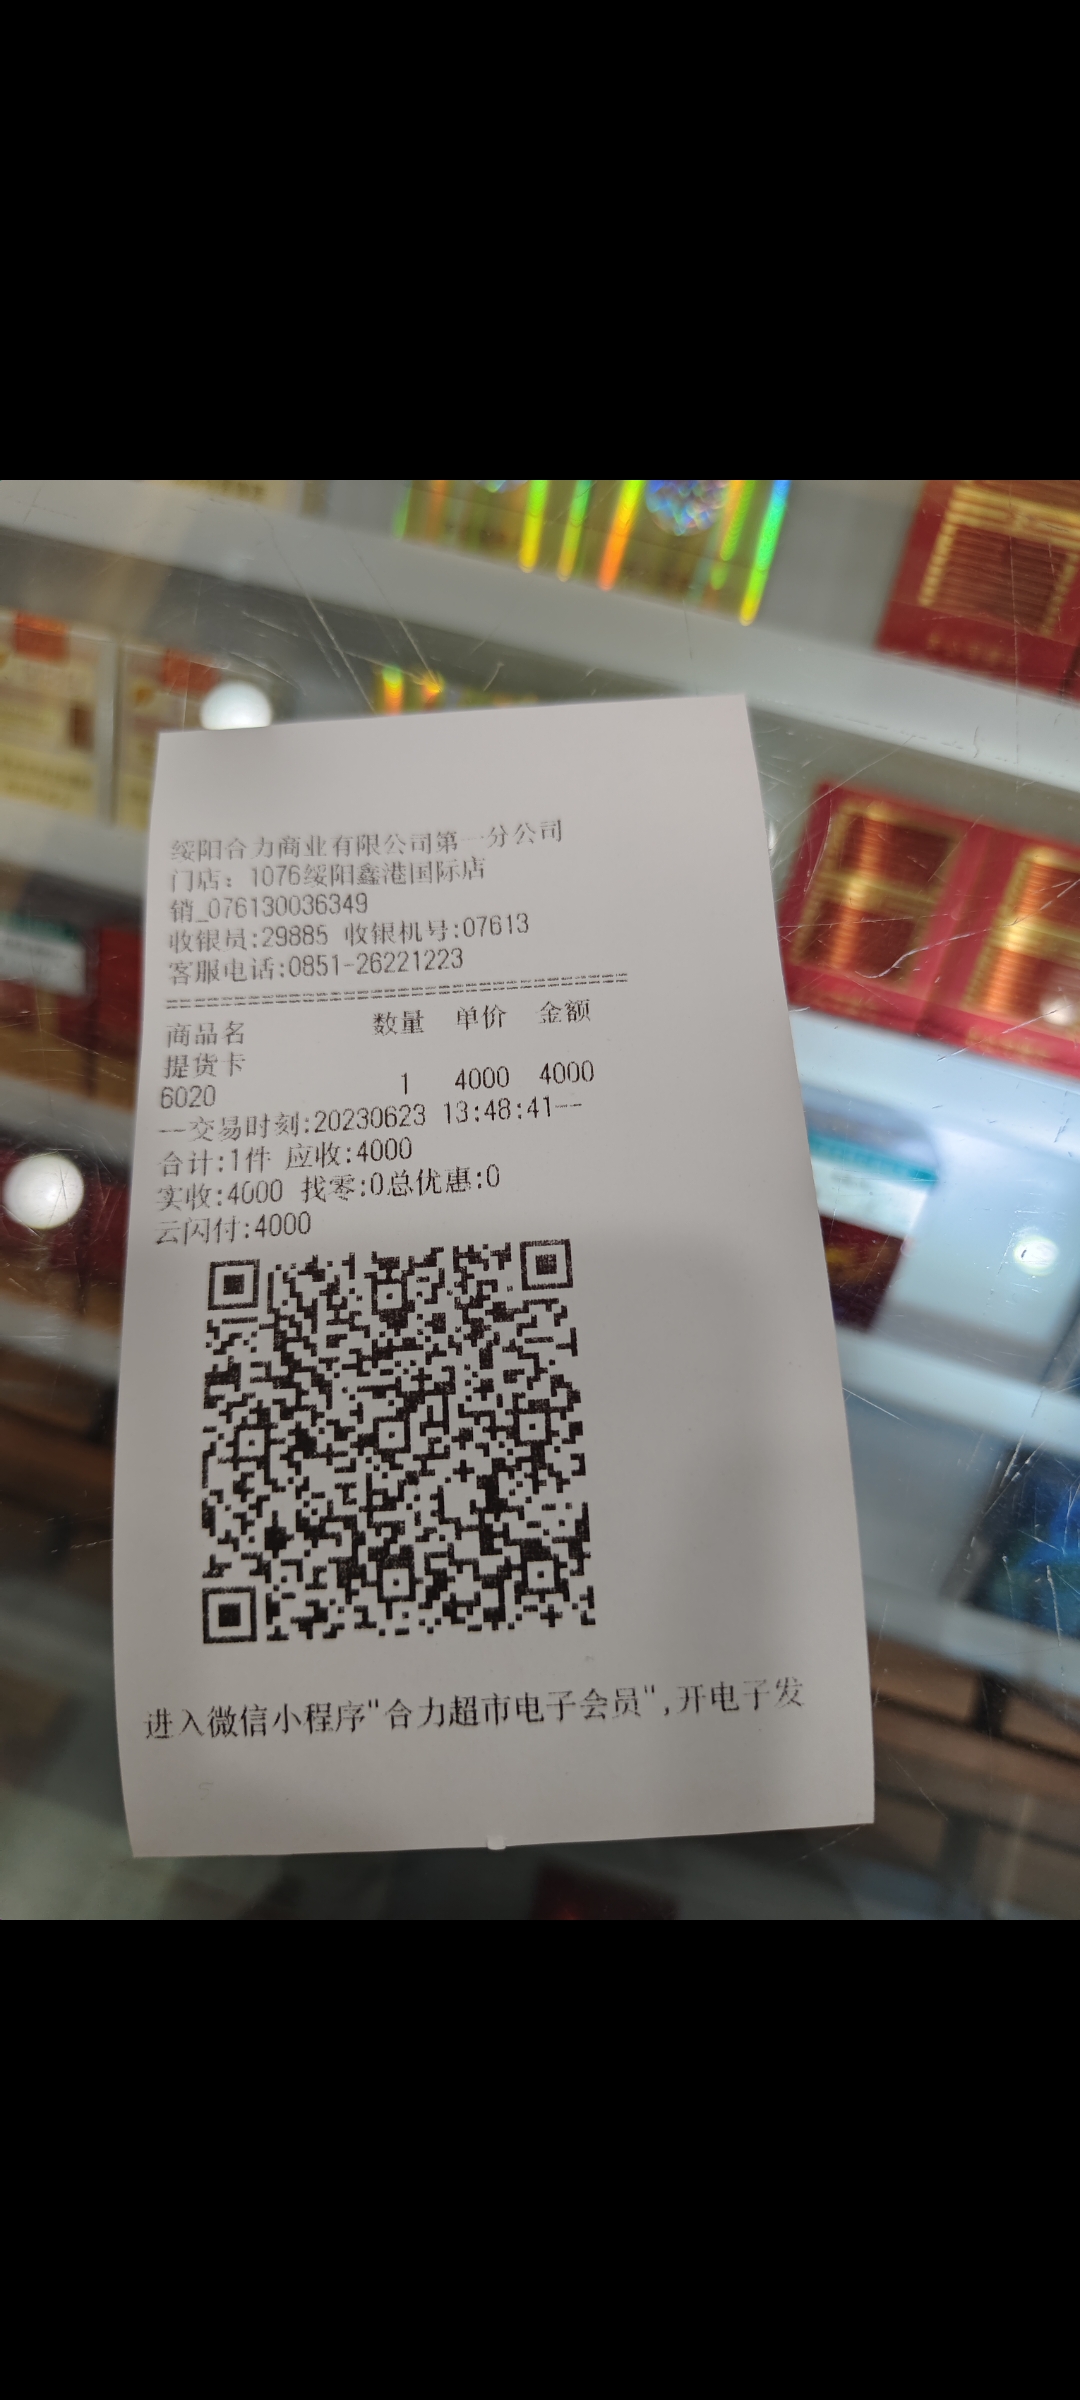 绥阳合力商业有限公司第一分公司
门店：1076绥阳鑫港国际店
销_076130036349
收银员:29885 收银机号:07613
客服电话:0851-26221223
商品名 数量 单价 金额
提货卡
6020 1 4000 4000
--交易时刻:20230623 13:48:41--
合计:1件 应收:4000
实收:4000 找零:0总优惠:0
云闪付:4000
进入微信小程序"合力超市电子会员",开电子发